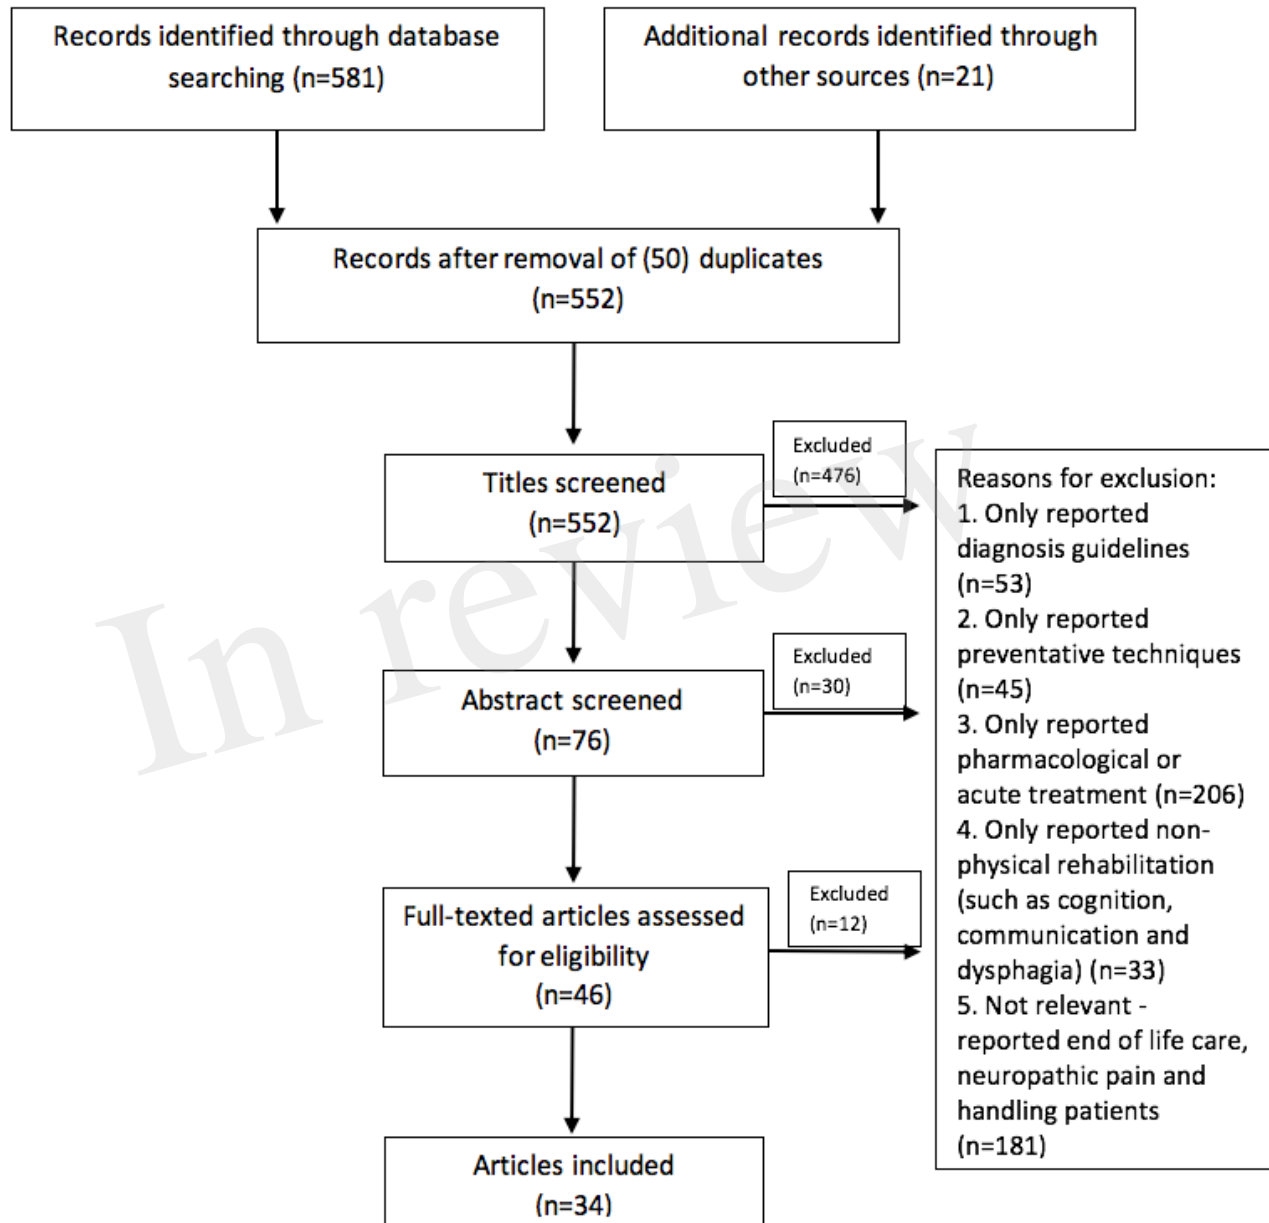 Records identified through database
searching (n=581)
Additional records identified through
other sources (n=21)
Records after removal of (50) duplicates
(n=552)
Titles screened
(n=552)
Excluded
(n=476)
Abstract screened
(n=76)
Excluded
(n=30)
Full-texted articles assessed
for eligibility
(n=46)
Excluded
(n=12)
Articles included
(n=34)
Reasons for exclusion:
1. Only reported
diagnosis guidelines
(n=53)
2. Only reported
preventative techniques
(n=45)
3. Only reported
pharmacological or
acute treatment (n=206)
4. Only reported non-
physical rehabilitation
(such as cognition,
communication and
dysphagia) (n=33)
5. Not relevant -
reported end of life care,
neuropathic pain and
handling patients
(n=181)
In review